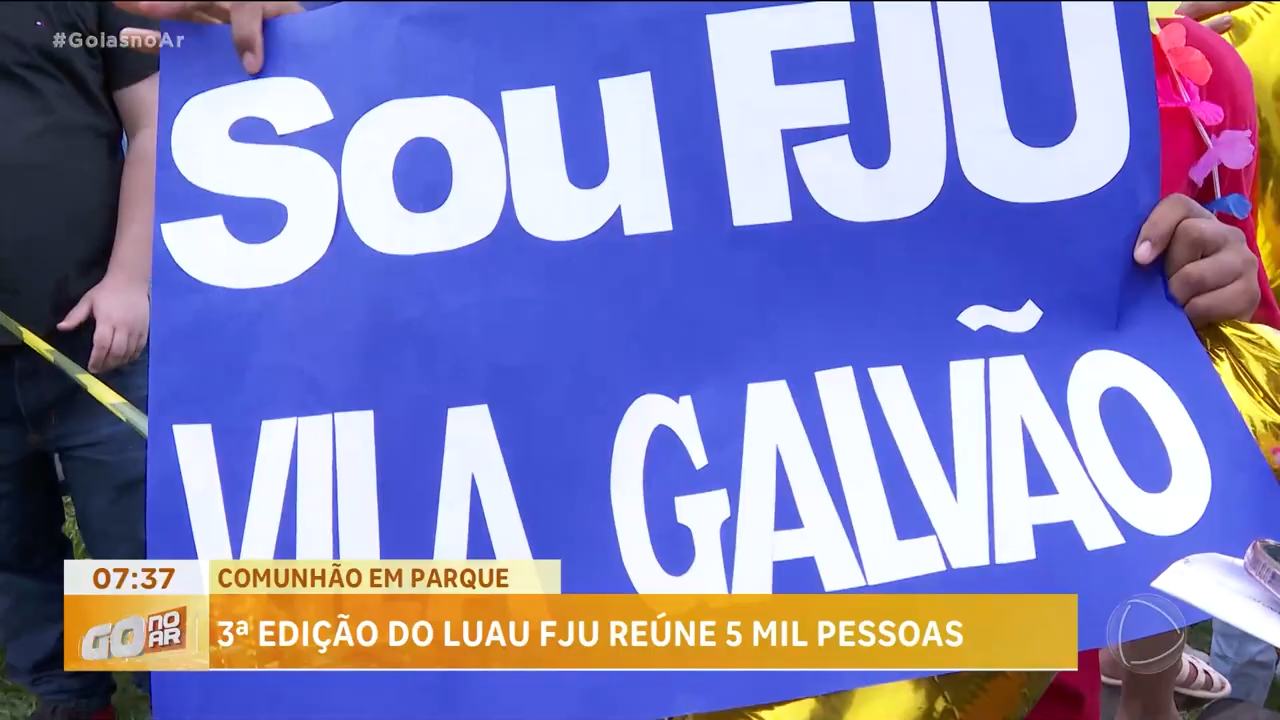 #GoiasnoAr
Sou FJU
VILA GALVÃO
07:37
COMUNHÃO EM PARQUE
GO NO AR
3ª EDIÇÃO DO LUAU FJU REÚNE 5 MIL PESSOAS